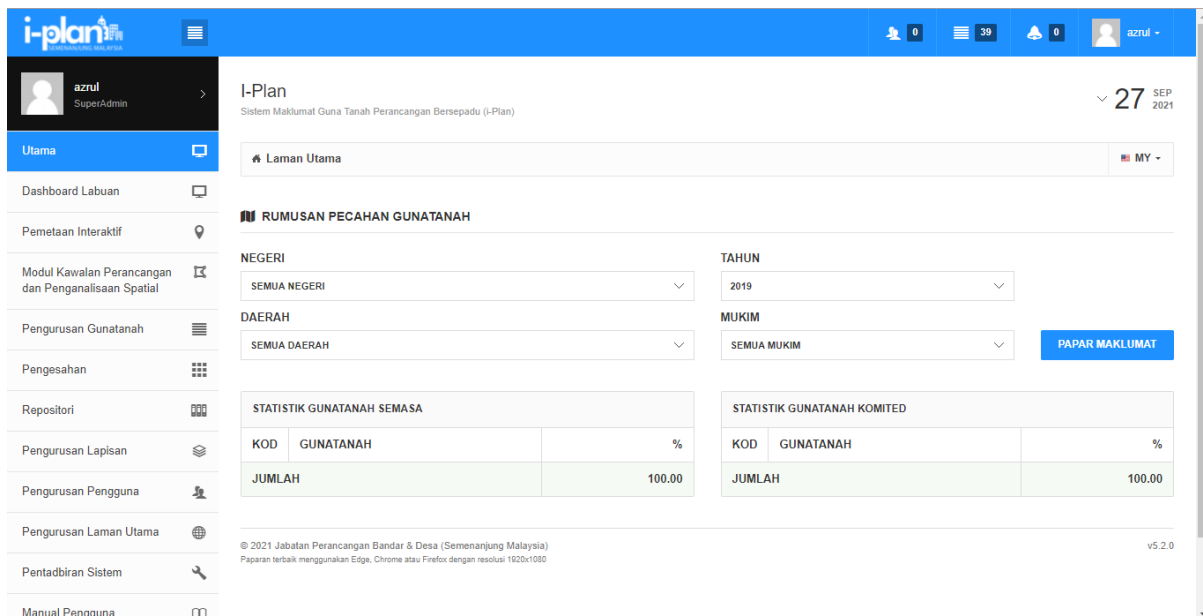 i-plan
SEMENANJUNG MALAYSIA
0
39
0
azrul
azrul
SuperAdmin
Utama
Dashboard Labuan
Pemetaan Interaktif
Modul Kawalan Perancangan
dan Penganalisaan Spatial
Pengurusan Gunatanah
Pengesahan
Repositori
Pengurusan Lapisan
Pengurusan Pengguna
Pengurusan Laman Utama
Pentadbiran Sistem
Manual Pengguna
I-Plan
Sistem Maklumat Guna Tanah Perancangan Bersepadu (i-Plan)
27 SEP
2021
Laman Utama
MY
RUMUSAN PECAHAN GUNATANAH
NEGERI
SEMUA NEGERI
TAHUN
2019
DAERAH
SEMUA DAERAH
MUKIM
SEMUA MUKIM
PAPAR MAKLUMAT
STATISTIK GUNATANAH SEMASA
KOD GUNATANAH %
JUMLAH 100.00
STATISTIK GUNATANAH KOMITED
KOD GUNATANAH %
JUMLAH 100.00
© 2021 Jabatan Perancangan Bandar & Desa (Semenanjung Malaysia)
Paparan terbaik menggunakan Edge, Chrome atau Firefox dengan resolusi 1920x1080
v5.2.0